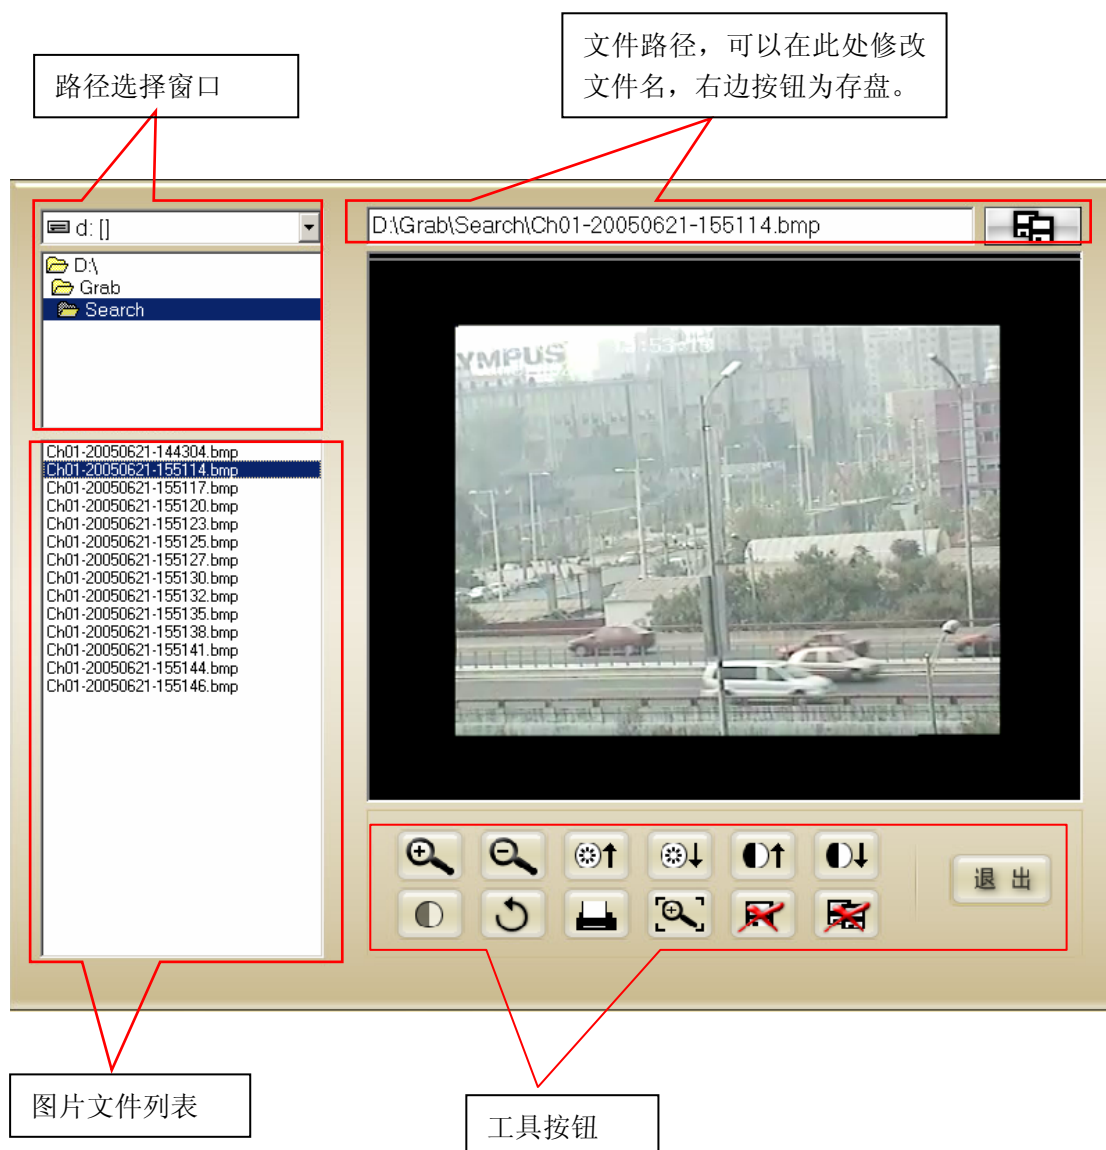 路径选择窗口
文件路径，可以在此处修改
文件名，右边按钮为存盘。
d: []
D:\Grab\Search\Ch01-20050621-155114.bmp
D:\
Grab
Search
YMPUS
Ch01-20050621-144304.bmp
Ch01-20050621-155114.bmp
Ch01-20050621-155117.bmp
Ch01-20050621-155120.bmp
Ch01-20050621-155123.bmp
Ch01-20050621-155125.bmp
Ch01-20050621-155127.bmp
Ch01-20050621-155130.bmp
Ch01-20050621-155132.bmp
Ch01-20050621-155135.bmp
Ch01-20050621-155138.bmp
Ch01-20050621-155141.bmp
Ch01-20050621-155144.bmp
Ch01-20050621-155146.bmp
退出
图片文件列表
工具按钮